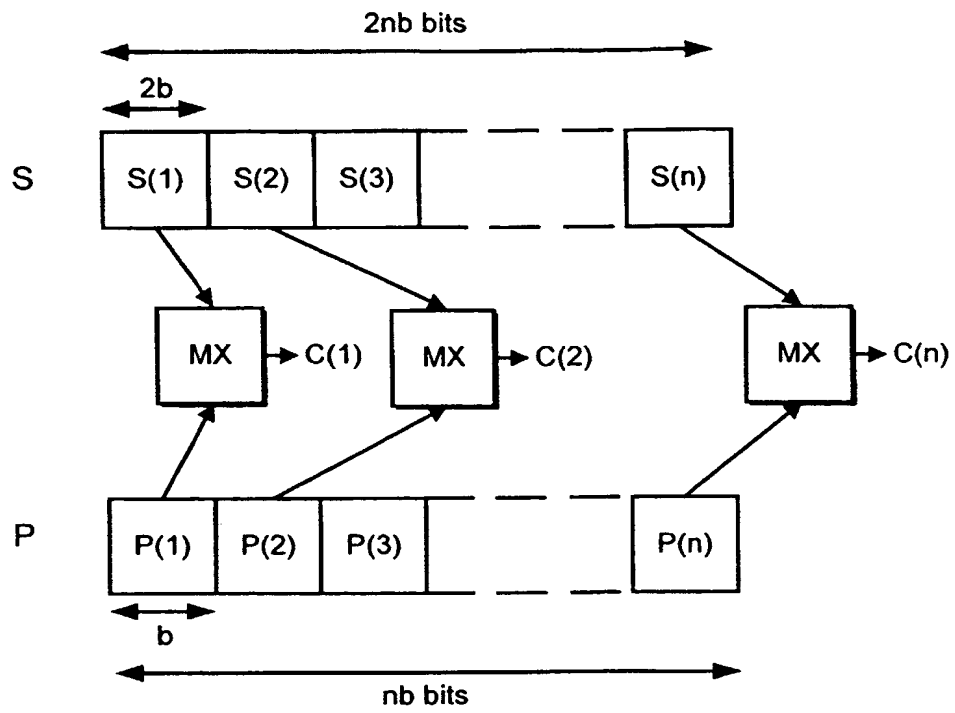 2nb bits
2b
S S(1) S(2) S(3) S(n)
MX C(1) MX C(2) MX C(n)
P P(1) P(2) P(3) P(n)
b
nb bits